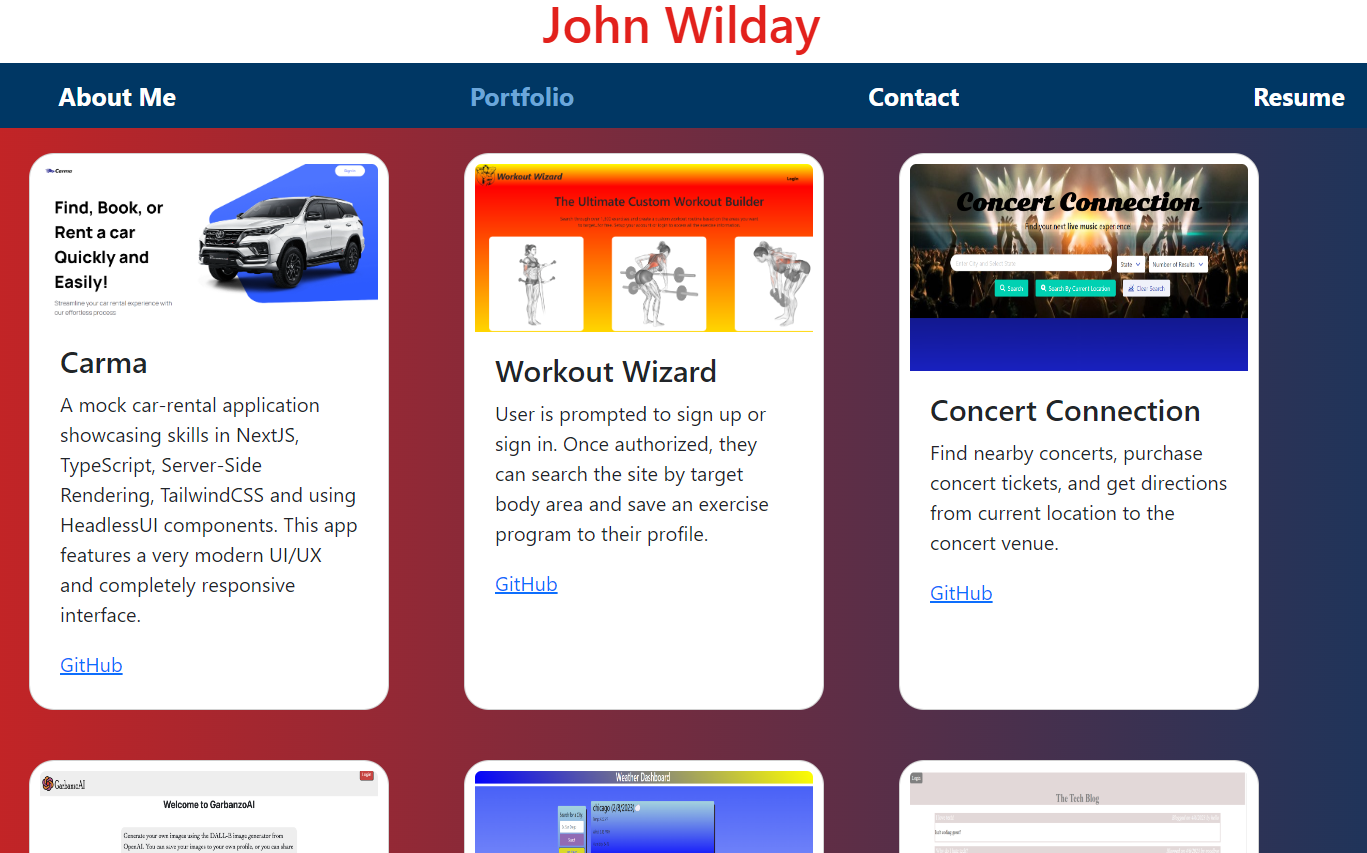 John Wilday
About Me
Portfolio
Contact
Resume
Carma
Sign In
Find, Book, or
Rent a car
Quickly and
Easily!
Streamline your car rental experience with
our effortless process
Carma
A mock car-rental application
showcasing skills in NextJS,
TypeScript, Server-Side
Rendering, TailwindCSS and using
HeadlessUI components. This app
features a very modern UI/UX
and completely responsive
interface.
GitHub
Workout Wizard
Login
The Ultimate Custom Workout Builder
Workout Wizard
User is prompted to sign up or
sign in. Once authorized, they
can search the site by target
body area and save an exercise
program to their profile.
GitHub
Concert Connection
Find your next live music experience!
Enter City and Select State
State
Number of Results
Search
Search By Current Location
Clear Search
Concert Connection
Find nearby concerts, purchase
concert tickets, and get directions
from current location to the
concert venue.
GitHub
GarbanzoAI
Login
Welcome to GarbanzoAI
Generate your own images using the DALL-E image generator from
OpenAI. You can save your images to your own profile, or you can share
Weather Dashboard
Search for a City:
chicago (2/8/2023)
Login
The Tech Blog